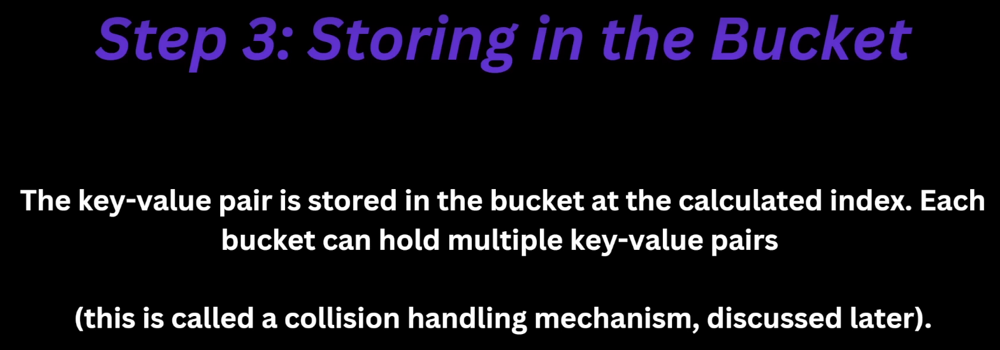 Step 3: Storing in the Bucket
The key-value pair is stored in the bucket at the calculated index. Each
bucket can hold multiple key-value pairs
(this is called a collision handling mechanism, discussed later).